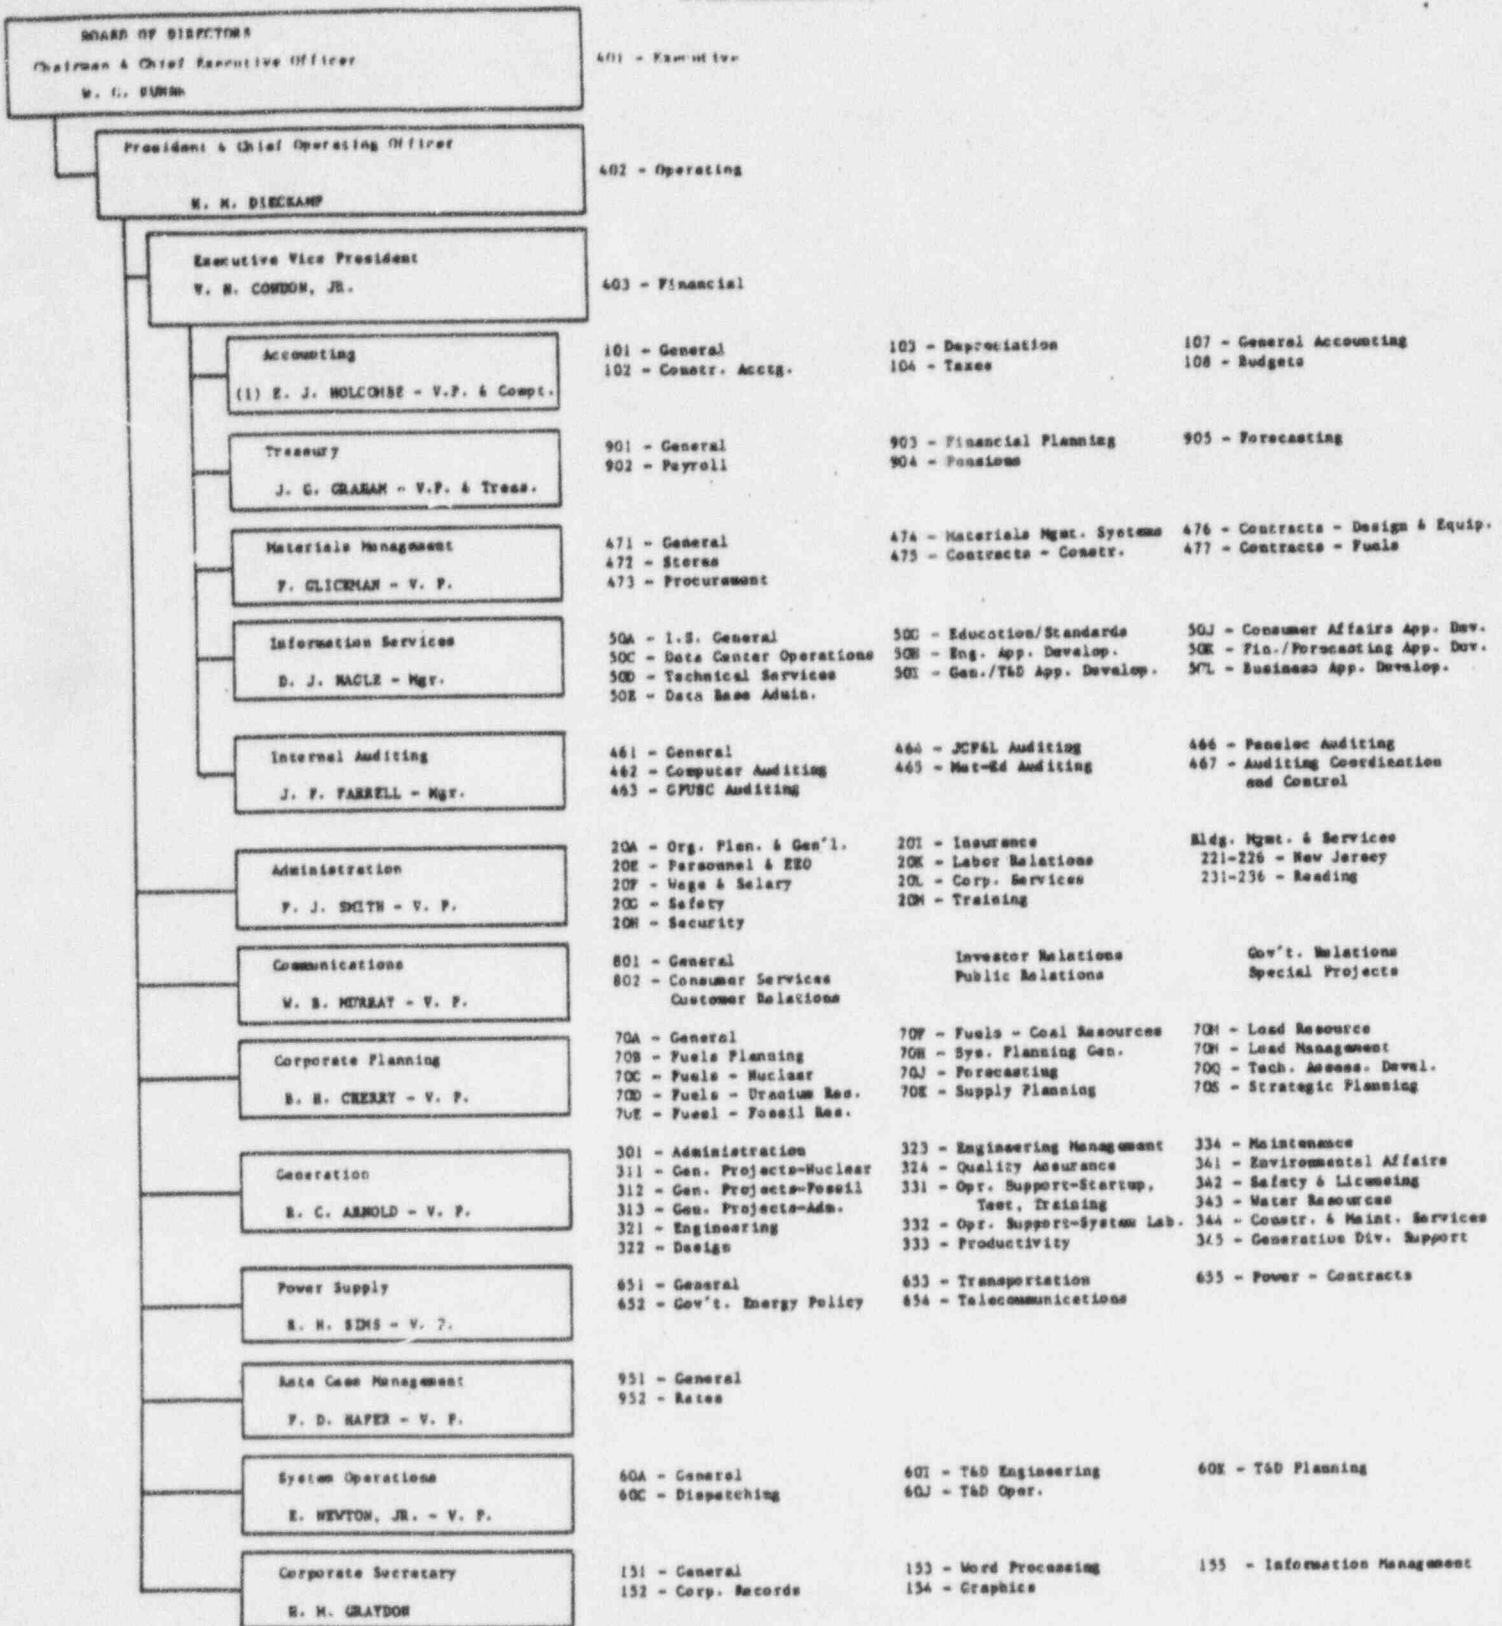 BOARD OF DIRECTORS
Chairman & Chief Executive Officer
W. G.
401 - Executive
President & Chief Operating Officer
402 - Operating
H. M. DIECKAMP
Executive Vice President
V. H. CONDON, JR.
403 - Financial
Accounting
(1) E. J. HOLCOMBE - V.P. & Compt.
101 - General
102 - Constr. Acctg.
103 - Depreciation
104 - Taxes
107 - General Accounting
108 - Budgets
Treasury
J. G. GRAHAM - V.P. & Treas.
901 - General
902 - Payroll
903 - Financial Planning
904 - Pensions
905 - Forecasting
Materials Management
F. GLICKMAN - V. P.
471 - General
472 - Stores
473 - Procurement
474 - Materials Mgmt. Systems
475 - Contracts - Constr.
476 - Contracts - Design & Equip.
477 - Contracts - Fuels
Information Services
D. J. NAGLE - Mgr.
50A - I.S. General
50C - Data Center Operations
50D - Technical Services
50E - Data Base Admin.
50G - Education/Standards
50H - Eng. App. Develop.
50I - Gen./T&D App. Develop.
50J - Consumer Affairs App. Dev.
50K - Fin./Forecasting App. Dev.
50L - Business App. Develop.
Internal Auditing
J. F. FARRELL - Mgr.
461 - General
462 - Computer Auditing
463 - GPUSC Auditing
464 - JCP&L Auditing
465 - Met-Ed Auditing
466 - Penelec Auditing
467 - Auditing Coordination
and Control
Administration
F. J. SMITH - V. P.
20A - Org. Plan. & Gen'l.
20E - Personnel & EEO
20F - Wage & Salary
20G - Safety
20H - Security
20I - Insurance
20K - Labor Relations
20L - Corp. Services
20M - Training
Bldg. Mgmt. & Services
221-226 - New Jersey
231-236 - Reading
Communications
W. B. MURRAY - V. P.
801 - General
802 - Consumer Services
Customer Relations
Investor Relations
Public Relations
Gov't. Relations
Special Projects
Corporate Planning
B. H. CHERRY - V. P.
70A - General
70B - Fuels Planning
70C - Fuels - Nuclear
70D - Fuels - Uranium Res.
70E - Fuesl - Fossil Res.
70F - Fuels - Coal Resources
70H - Sys. Planning Gen.
70J - Forecasting
70K - Supply Planning
70M - Load Resource
70N - Load Management
70Q - Tech. Assess. Devel.
70S - Strategic Planning
Generation
R. C. ARNOLD - V. P.
301 - Administration
311 - Gen. Projects-Nuclear
312 - Gen. Projects-Fossil
313 - Gen. Projects-Adm.
321 - Engineering
322 - Design
323 - Engineering Management
324 - Quality Assurance
331 - Opr. Support-Startup,
Test, Training
332 - Opr. Support-System Lab.
333 - Productivity
334 - Maintenance
341 - Environmental Affairs
342 - Safety & Licensing
343 - Water Resources
344 - Constr. & Maint. Services
345 - Generation Div. Support
Power Supply
R. H. SIMS - V. P.
651 - General
652 - Gov't. Energy Policy
653 - Transportation
654 - Telecommunications
655 - Power - Contracts
Rate Case Management
F. D. HAFER - V. P.
951 - General
952 - Rates
System Operations
E. NEWTON, JR. - V. P.
60A - General
60C - Dispatching
60I - T&D Engineering
60J - T&D Oper.
60K - T&D Planning
Corporate Secretary
R. M. GRAYDON
151 - General
152 - Corp. Records
153 - Word Processing
154 - Graphics
155 - Information Management